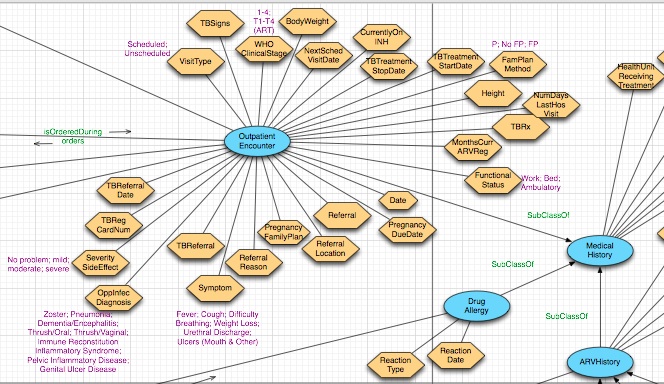 TBSigns
1-4;
T1-T4
(ART)
BodyWeight
Scheduled;
Unscheduled
VisitType
WHO
ClinicalStage
NextSched
VisitDate
CurrentlyOn
INH
TBTreatment
StopDate
TBTreatment
StartDate
P; No FP; FP
FamPlan
Method
HealthUnit
Receiving
Treatment
Height
NumDays
LastHos
Visit
TBRx
isOrderedDuring
orders
Outpatient
Encounter
MonthsCurr
ARVReg
Functional
Status
Work; Bed;
Ambulatory
TBReferral
Date
TBReg
CardNum
Date
Referral
Pregnancy
DueDate
SubClassOf
Pregnancy
FamilyPlan
Referral
Location
TBReferral
Medical
History
No problem; mild;
moderate; severe
Severity
SideEffect
Referral
Reason
SubClassOf
Symptom
OppInfec
Diagnosis
Drug
Allergy
SubClassOf
Zoster; Pneumonia;
Dementia/Encephalitis;
Thrush/Oral; Thrush/Vaginal;
Immune Reconstitution
Inflammatory Syndrome;
Pelvic Inflammatory Disease;
Genital Ulcer Disease
Fever; Cough; Difficulty
Breathing; Weight Loss;
Urethral Discharge;
Ulcers (Mouth & Other)
Reaction
Type
Reaction
Date
ARVHistory